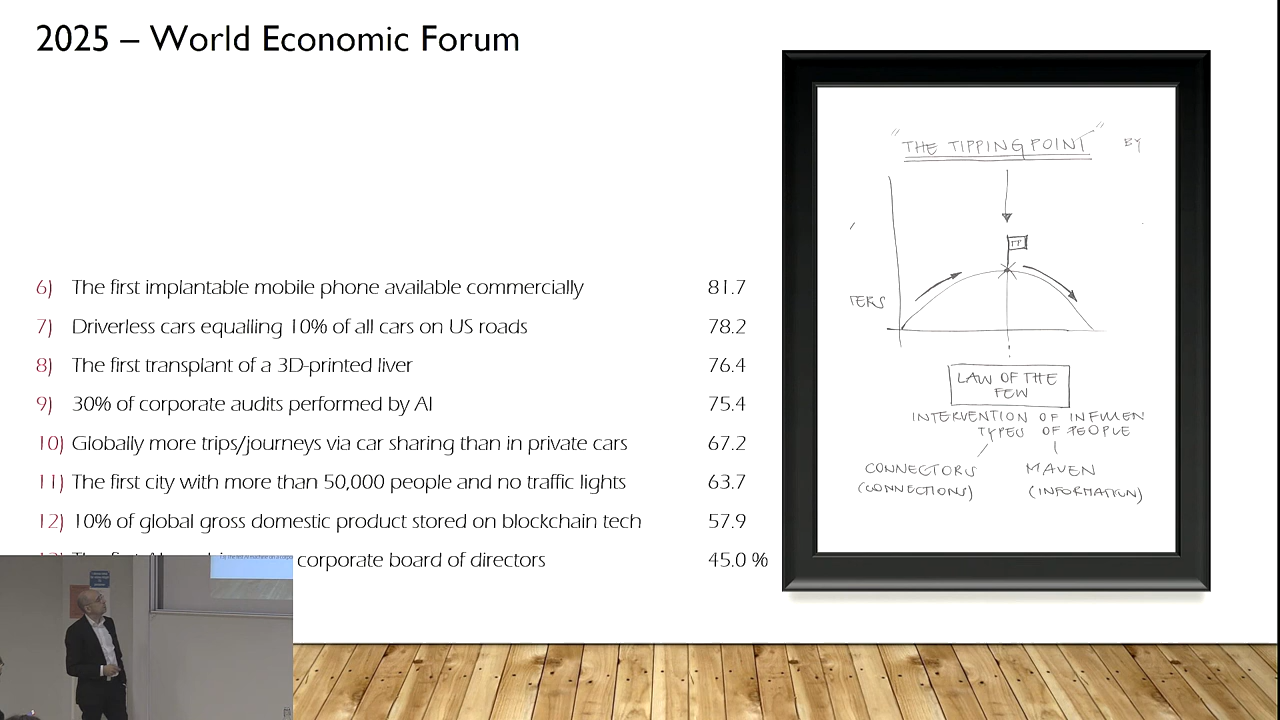 2025 – World Economic Forum
6) The first implantable mobile phone available commercially 81.7
7) Driverless cars equalling 10% of all cars on US roads 78.2
8) The first transplant of a 3D-printed liver 76.4
9) 30% of corporate audits performed by AI 75.4
10) Globally more trips/journeys via car sharing than in private cars 67.2
11) The first city with more than 50,000 people and no traffic lights 63.7
12) 10% of global gross domestic product stored on blockchain tech 57.9
corporate board of directors 45.0 %
"THE TIPPING POINT" BY
TP
TERS
LAW OF THE
FEW
INTERVENTION OF INFLUEN
TYPES OF PEOPLE
CONNECTORS MAVEN
(CONNECTIONS) (INFORMATION)